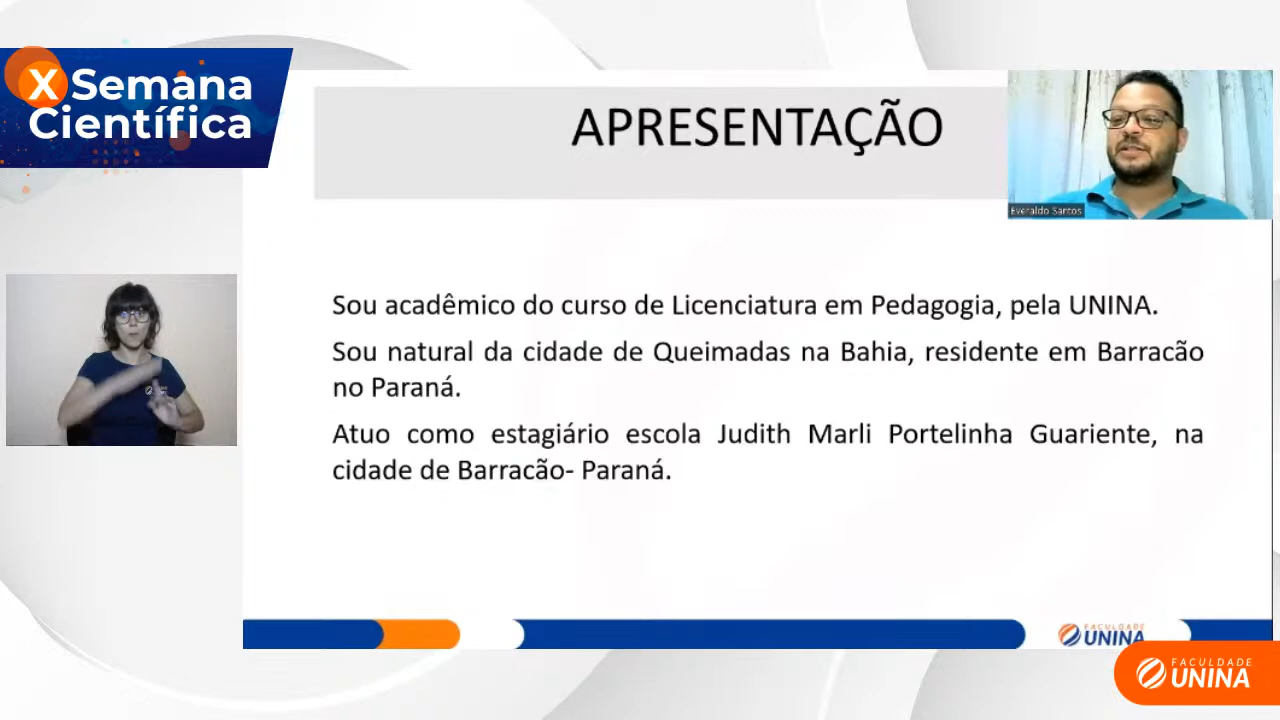 X Semana
Científica
APRESENTAÇÃO
Everaldo Santos
Sou acadêmico do curso de Licenciatura em Pedagogia, pela UNINA.
Sou natural da cidade de Queimadas na Bahia, residente em Barracão
no Paraná.
Atuo como estagiário escola Judith Marli Portelinha Guariente, na
cidade de Barracão- Paraná.
FACULDADE
UNINA
FACULDADE
UNINA